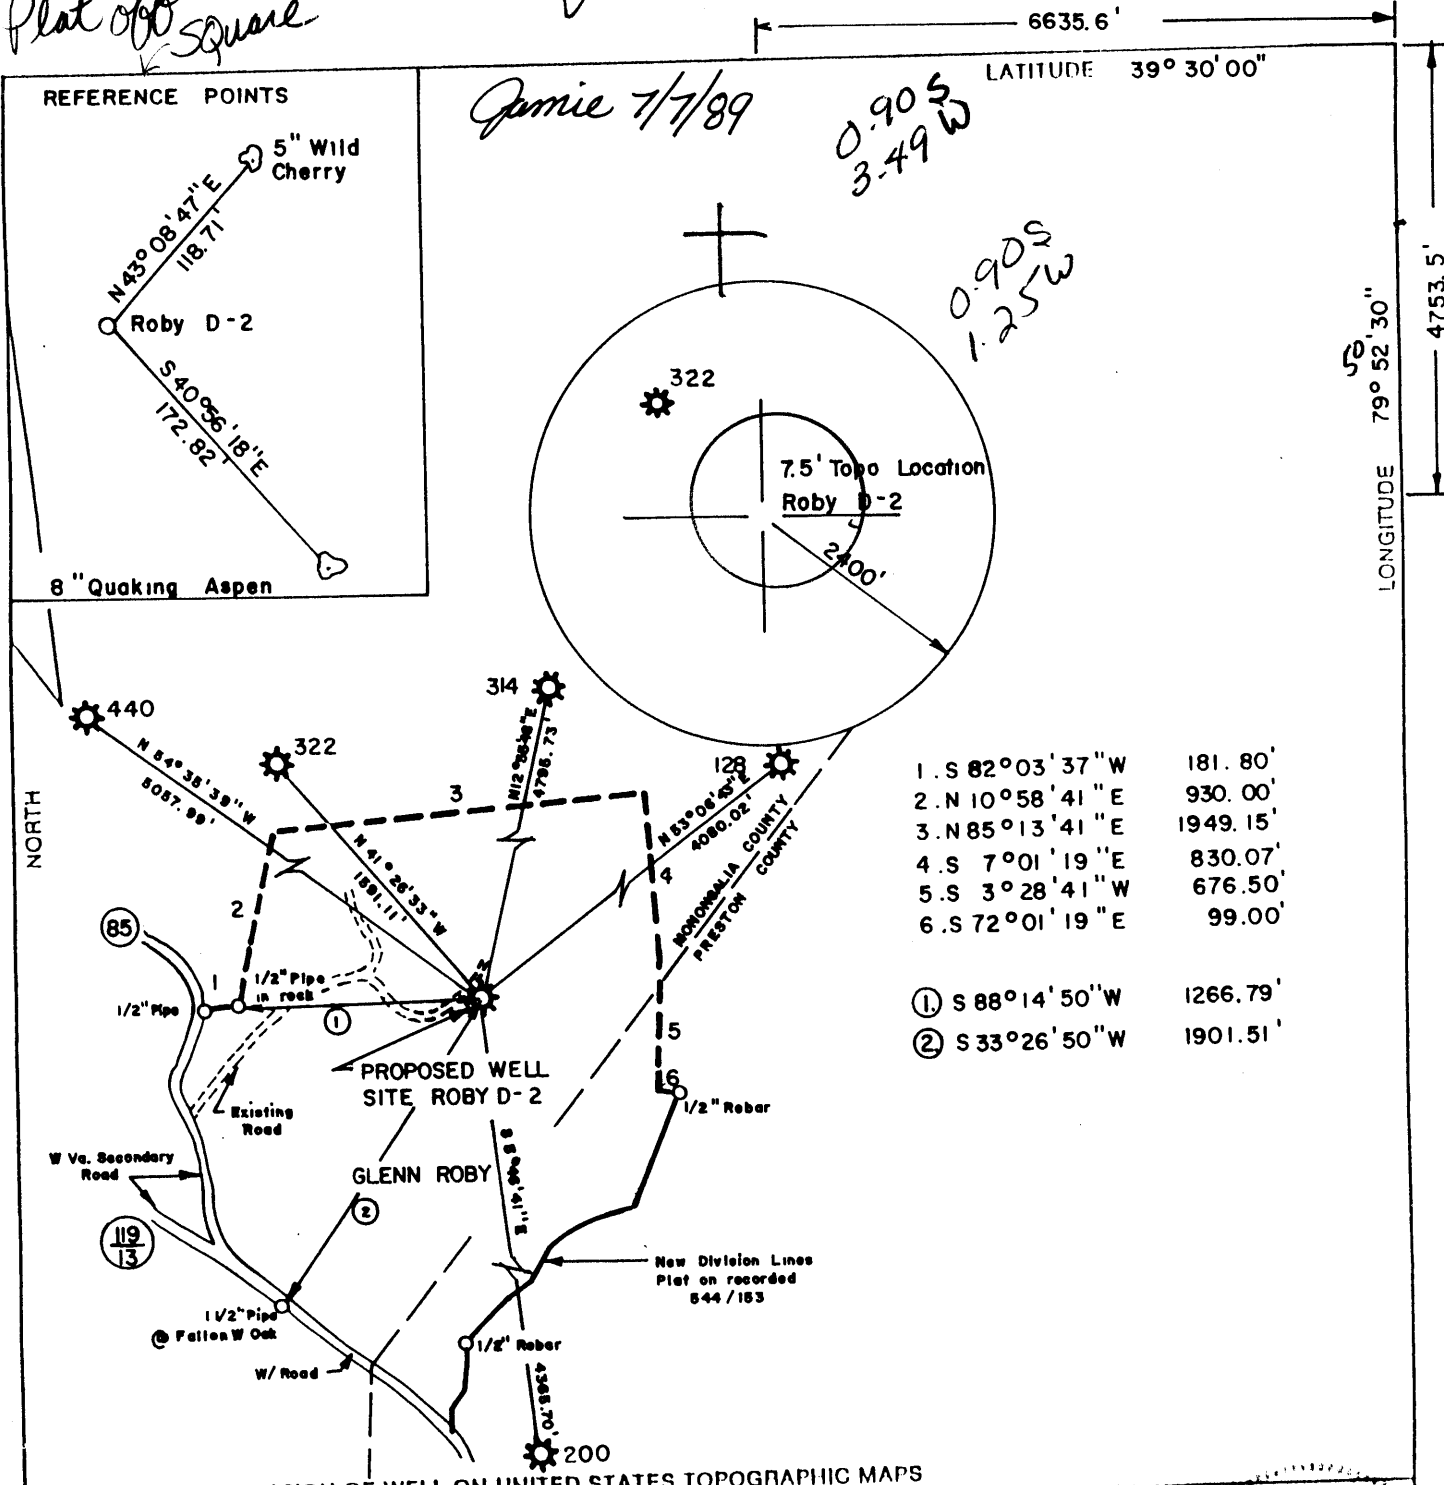 Plat off
Square
6635.6'
LATITUDE 39° 30' 00"
REFERENCE POINTS
Jamie 7/7/89
0.90 S
3.49 W
5" Wild
Cherry
N 43° 08' 47" E
118.71'
Roby D-2
S 40° 56' 18" E
172.82'
8" Quaking Aspen
0.90 S
1.25 W
4753.5'
50'
LONGITUDE 79° 52' 30"
322
7.5' Topo Location
Roby D-2
2400'
NORTH
440
N 54° 35' 39" W
5057.99'
322
N 41° 26' 33" W
1591.11'
314
4795.73'
128
N 53° 06' 43" E
4080.02'
MONONGALIA COUNTY
PRESTON COUNTY
3
2
4
1. S 82° 03' 37" W 181.80'
2. N 10° 58' 41" E 930.00'
3. N 85° 13' 41" E 1949.15'
4. S 7° 01' 19" E 830.07'
5. S 3° 28' 41" W 676.50'
6. S 72° 01' 19" E 99.00'
① S 88° 14' 50" W 1266.79'
② S 33° 26' 50" W 1901.51'
85
1
1/2" Pipe
1/2" Pipe
in rock
①
5
6
1/2" Rebar
PROPOSED WELL
SITE ROBY D-2
Existing
Road
W Va. Secondary
Road
GLENN ROBY
②
119
13
1 1/2" Pipe
@ Fallen W Oak
W/ Road
New Division Lines
Plat on recorded
544/153
1/2" Rebar
4365.70'
200
OF WELL ON UNITED STATES TOPOGRAPHIC MAPS